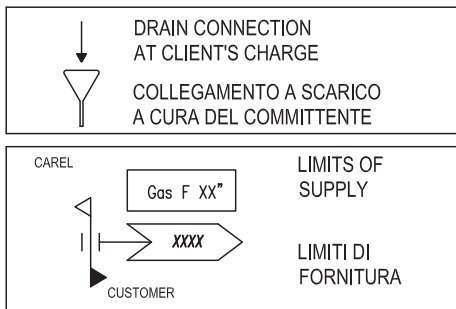 DRAIN CONNECTION
AT CLIENT'S CHARGE
COLLEGAMENTO A SCARICO
A CURA DEL COMMITTENTE
CAREL
Gas F XX"
XXXX
CUSTOMER
LIMITS OF
SUPPLY
LIMITI DI
FORNITURA